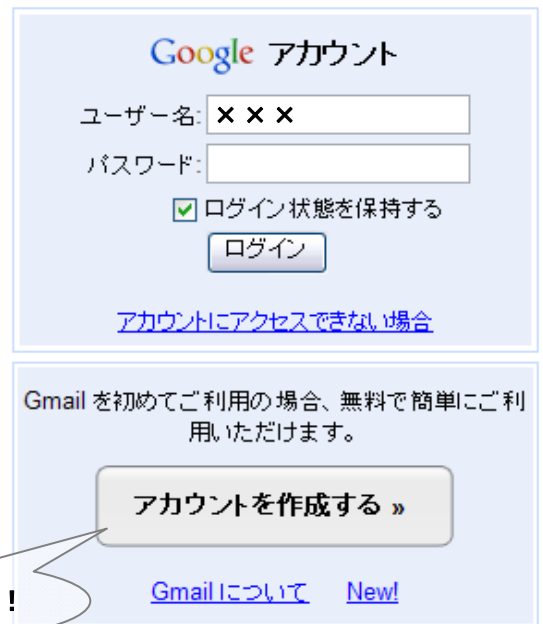 Google アカウント
ユーザー名: × × ×
パスワード:
ログイン状態を保持する
ログイン
アカウントにアクセスできない場合
Gmail を初めてご利用の場合、無料で簡単にご利
用いただけます。
アカウントを作成する »
Gmail について New!
!